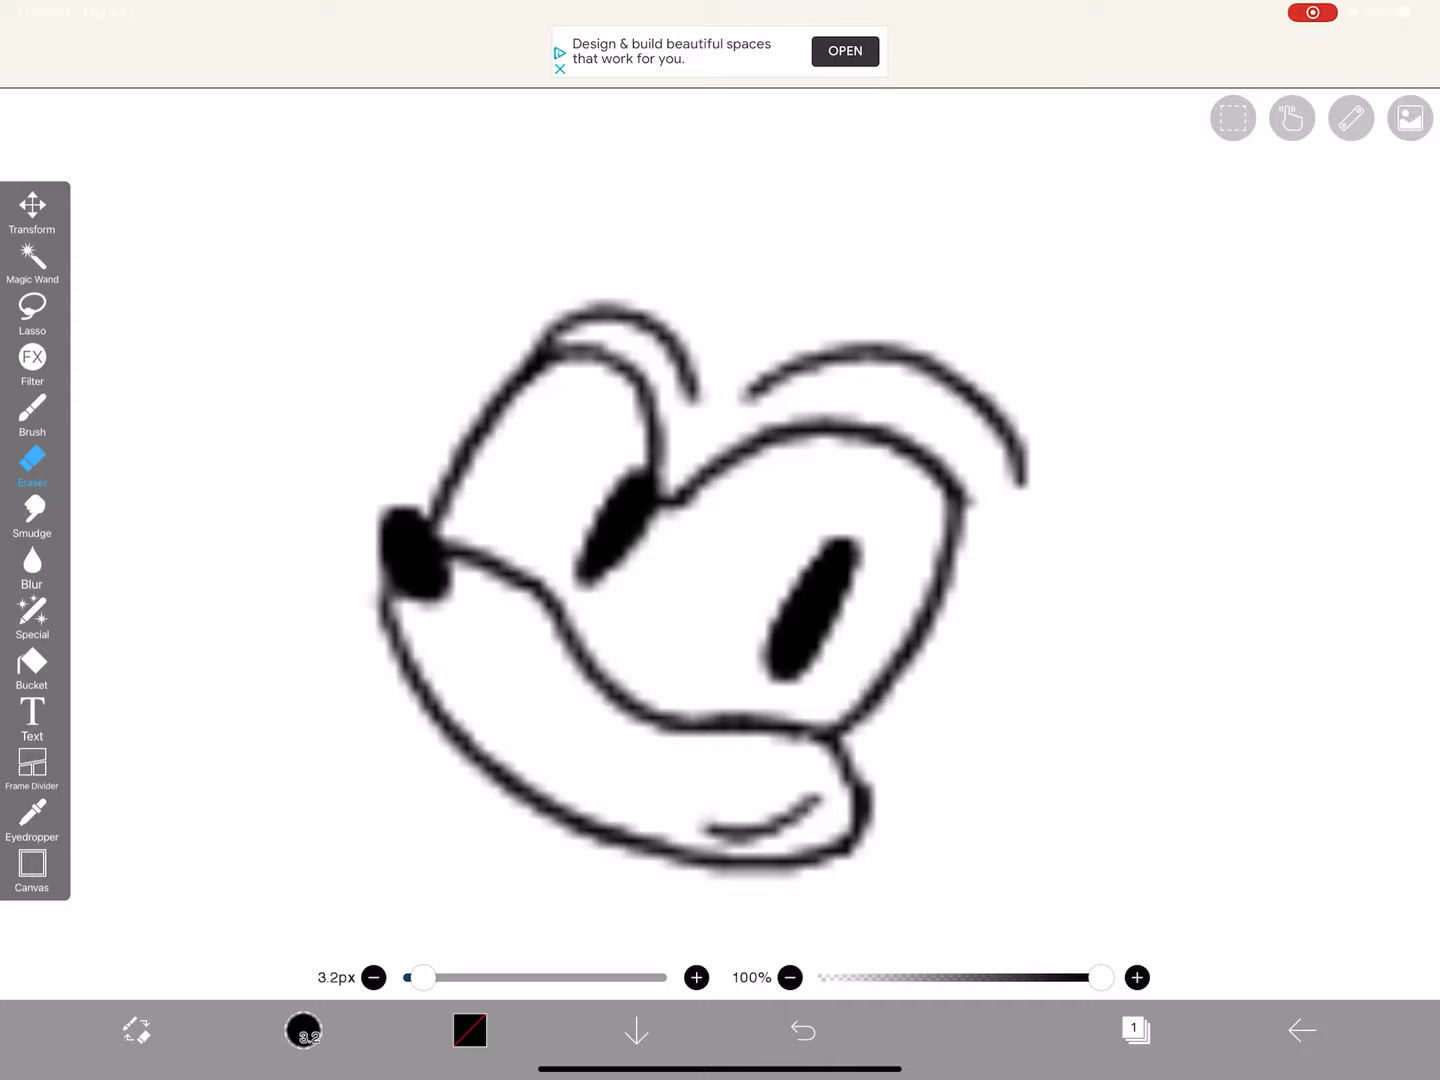 Design & build beautiful spaces
that work for you.
OPEN
Transform
Magic Wand
Lasso
FX
Filter
Brush
Eraser
Smudge
Blur
Special
Bucket
T
Text
Frame Divider
Eyedropper
Canvas
3.2px
100%
3.2
1